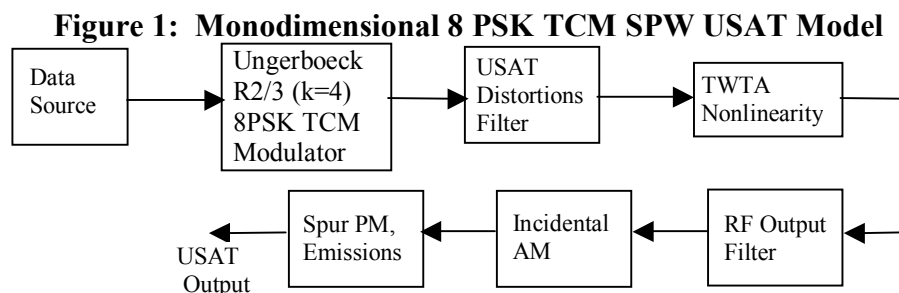 Figure 1: Monodimensional 8 PSK TCM SPW USAT Model
Data
Source
Ungerboeck
R2/3 (k=4)
8PSK TCM
Modulator
USAT
Distortions
Filter
TWTA
Nonlinearity
RF Output
Filter
Incidental
AM
Spur PM,
Emissions
USAT
Output